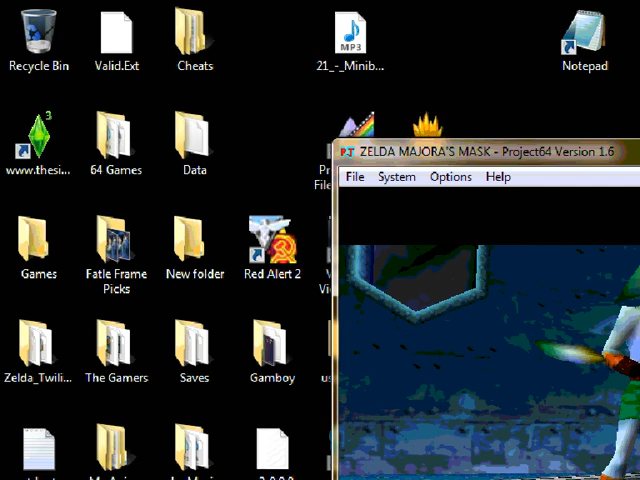 Recycle Bin
Valid.Ext
Cheats
MP3
21_-_Minib...
Notepad
3
www.thesi...
64 Games
Data
ZELDA MAJORA'S MASK - Project64 Version 1.6
File System Options Help
Games
Fatle Frame
Picks
New folder
Red Alert 2
Zelda_Twili...
The Gamers
Saves
Gamboy